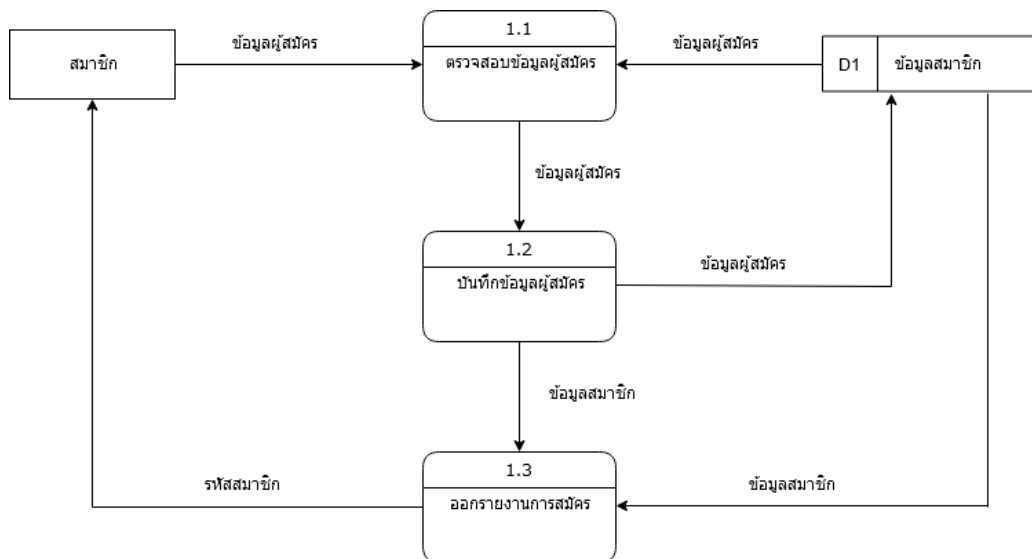 1.1
ข้อมูลผู้สมัคร
ข้อมูลผู้สมัคร
สมาชิก
ตรวจสอบข้อมูลผู้สมัคร
D1
ข้อมูลสมาชิก
ข้อมูลผู้สมัคร
1.2
ข้อมูลผู้สมัคร
บันทึกข้อมูลผู้สมัคร
ข้อมูลสมาชิก
1.3
รหัสสมาชิก
ข้อมูลสมาชิก
ออกรายงานการสมัคร